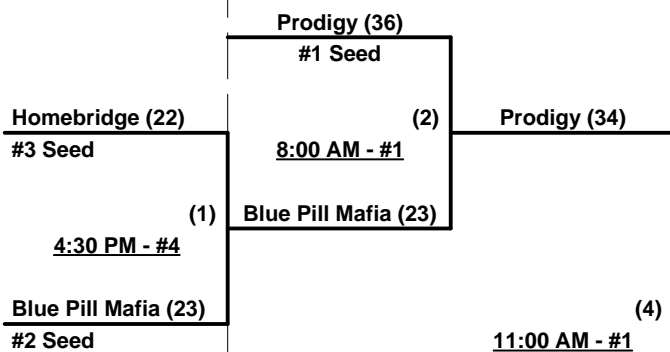 Prodigy (36)
#1 Seed
Homebridge (22)
(2)
Prodigy (34)
#3 Seed
8:00 AM - #1
(1)
Blue Pill Mafia (23)
4:30 PM - #4
Blue Pill Mafia (23)
(4)
#2 Seed
11:00 AM - #1